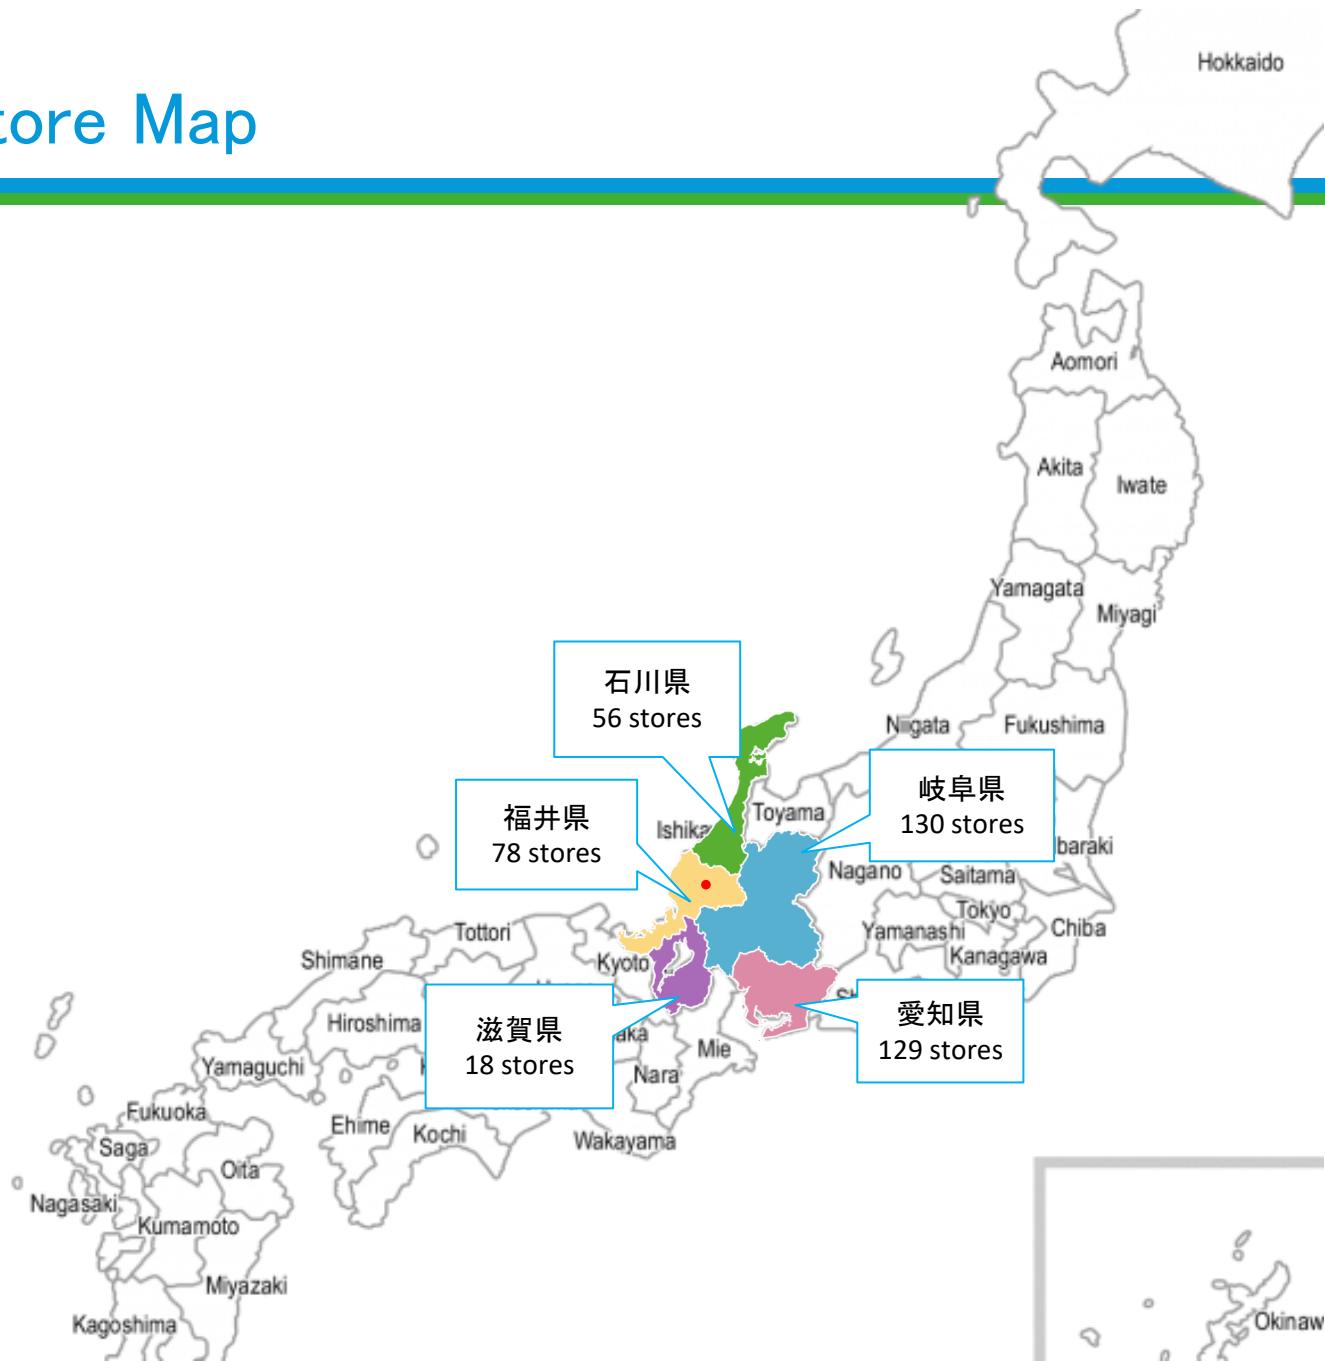 tore Map
Hokkaido
Aomori
Akita
Iwate
Yamagata
Miyagi
石川県
56 stores
Niigata
Fukushima
福井県
78 stores
岐阜県
130 stores
Toyama
Ishika
baraki
Nagano
Saitama
Tokyo
Chiba
Yamanashi
Kanagawa
Tottori
Shimane
Kyoto
滋賀県
18 stores
愛知県
129 stores
Hiroshima
aka
Mie
Nara
Yamaguchi
Wakayama
Fukuoka
Ehime
Kochi
Saga
Oita
Nagasaki
Kumamoto
Miyazaki
Kagoshima
Okinaw